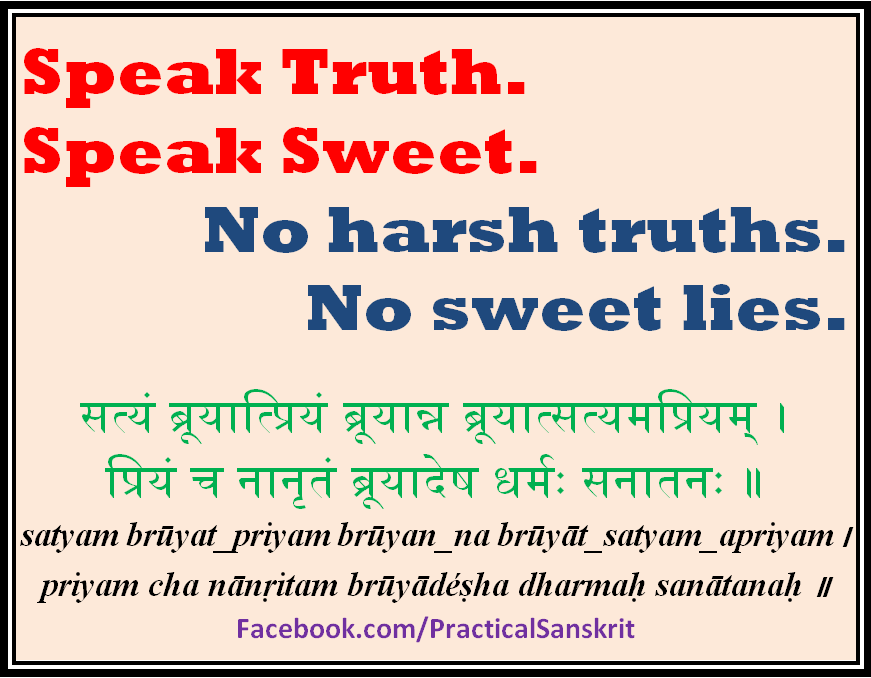 Speak Truth.
Speak Sweet.
No harsh truths.
No sweet lies.
सत्यं ब्रूयात्प्रियं ब्रूयान्न ब्रूयात्सत्यमप्रियम् ।
प्रियं च नानृतं ब्रूयादेष धर्मः सनातनः ॥
satyam brūyat_priyam brūyan_na brūyāt_satyam_apriyam ।
priyam cha nānṛitam brūyādéṣha dharmaḥ sanātanaḥ ॥
Facebook.com/PracticalSanskrit